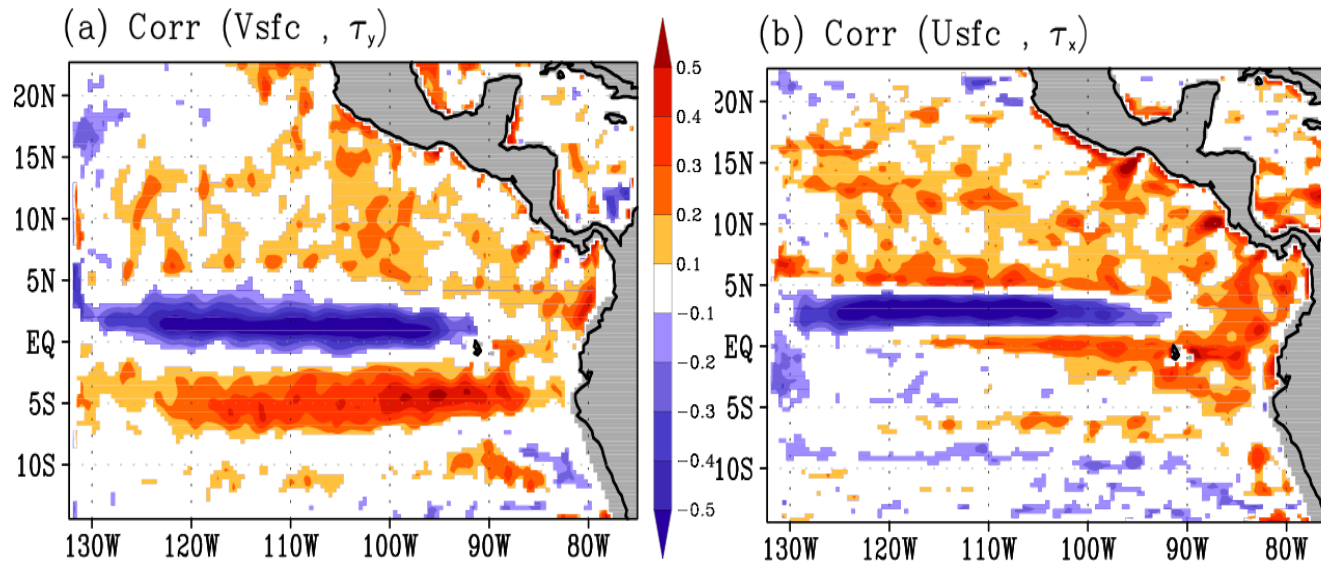 (a) Corr (Vsfc , τy)
(b) Corr (Usfc , τx)
20N
15N
10N
5N
EQ
5S
10S
130W 120W 110W 100W 90W 80W
0.5
0.4
0.3
0.2
0.1
-0.1
-0.2
-0.3
-0.4
-0.5
20N
15N
10N
5N
EQ
5S
10S
130W 120W 110W 100W 90W 80W